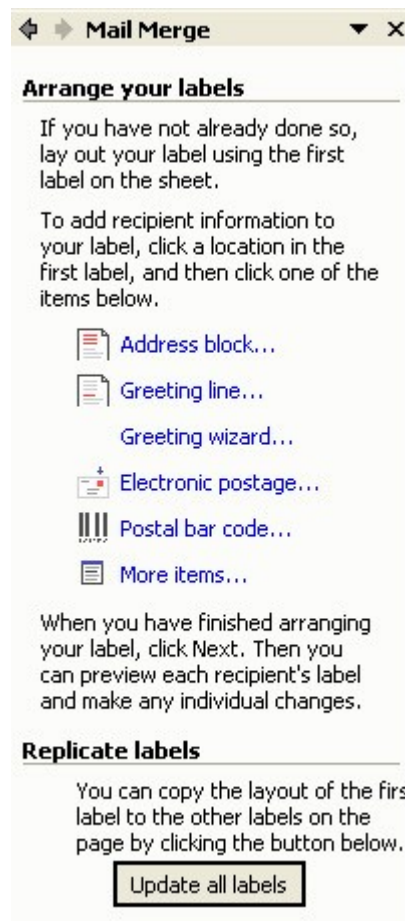 Mail Merge
Arrange your labels
If you have not already done so,
lay out your label using the first
label on the sheet.
To add recipient information to
your label, click a location in the
first label, and then click one of the
items below.
Address block...
Greeting line...
Greeting wizard...
Electronic postage...
Postal bar code...
More items...
When you have finished arranging
your label, click Next. Then you
can preview each recipient's label
and make any individual changes.
Replicate labels
You can copy the layout of the firs
label to the other labels on the
page by clicking the button below.
Update all labels